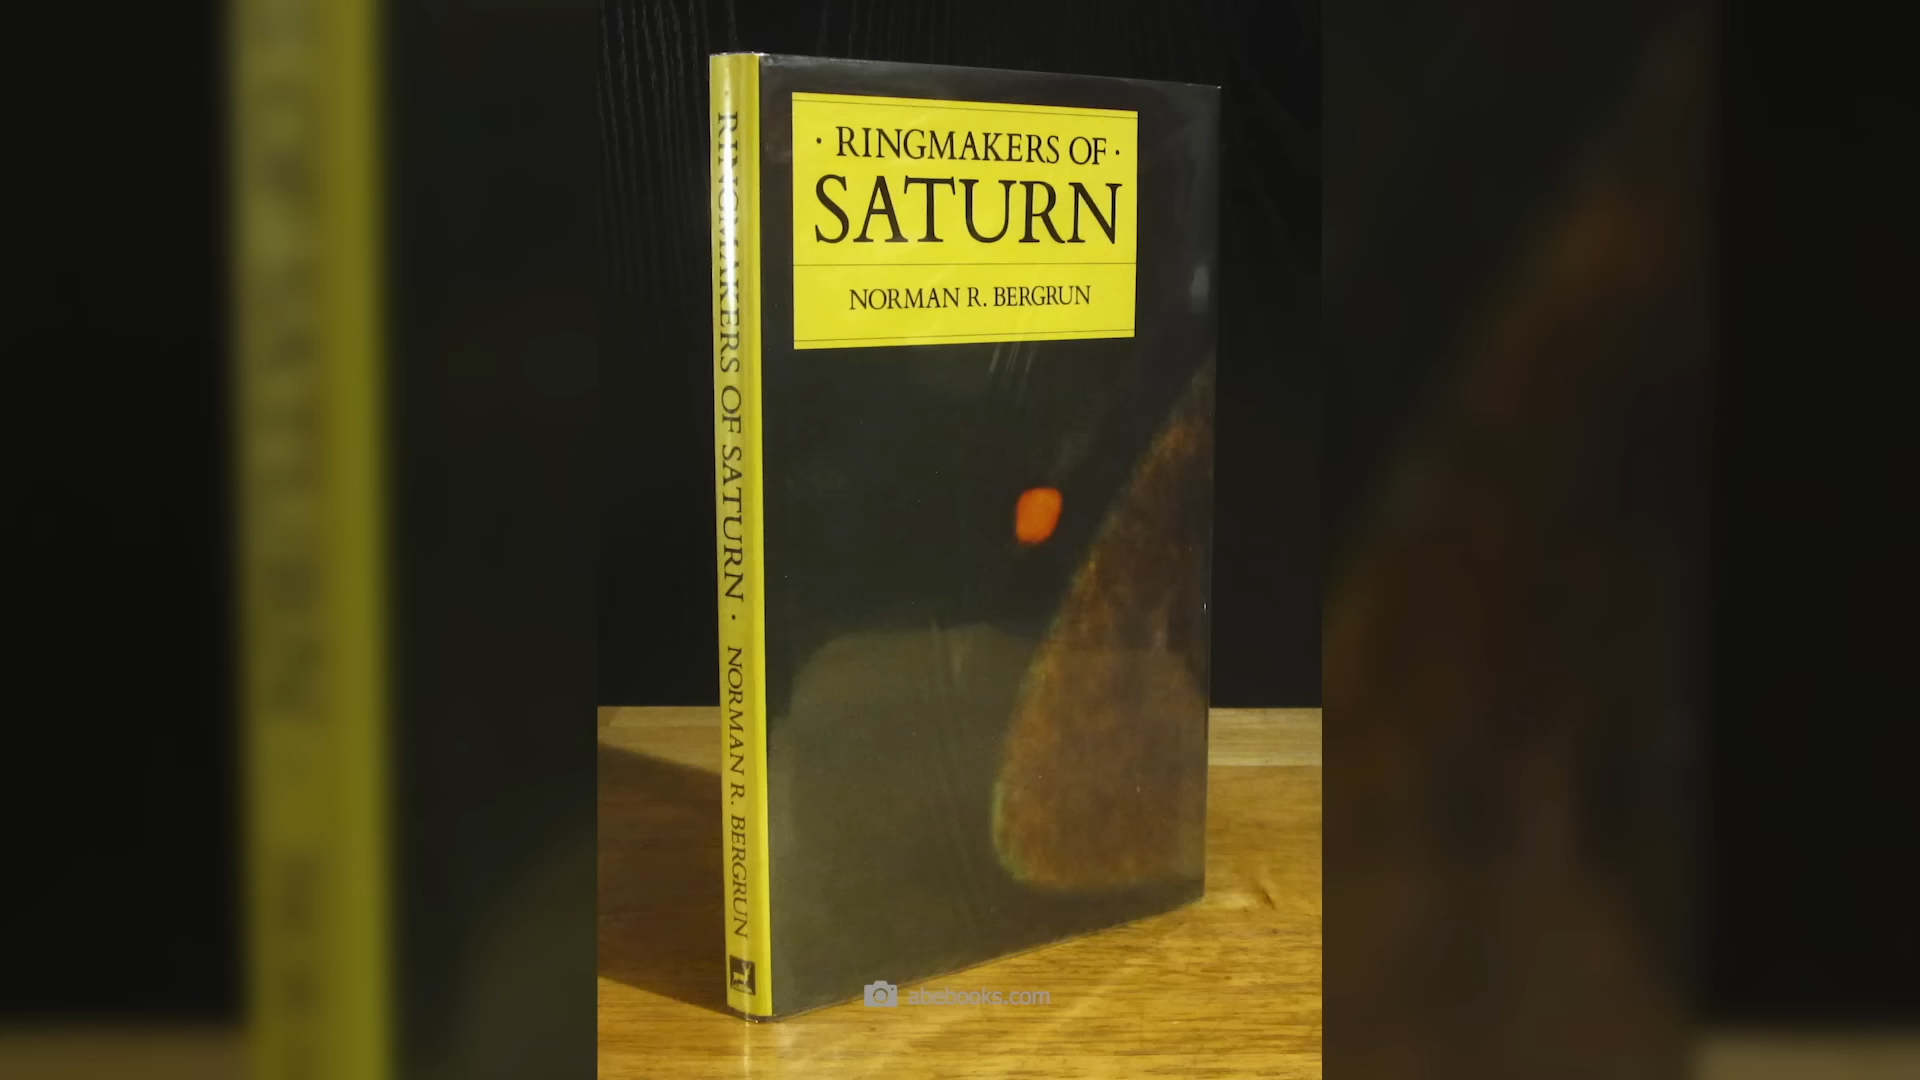 · RINGMAKERS OF ·
SATURN
NORMAN R. BERGRUN
· RINGMAKERS OF SATURN · NORMAN R. BERGRUN
abebooks.com